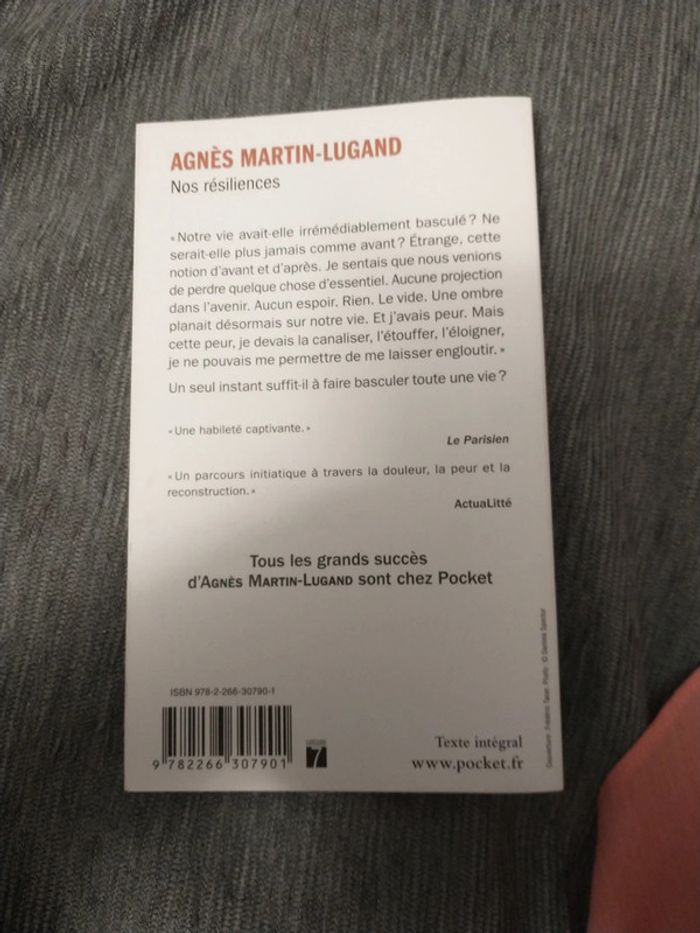 AGNÈS MARTIN-LUGAND
Nos résiliences
« Notre vie avait-elle irrémédiablement basculé ? Ne
serait-elle plus jamais comme avant ? Étrange, cette
notion d'avant et d'après. Je sentais que nous venions
de perdre quelque chose d'essentiel. Aucune projection
dans l'avenir. Aucun espoir. Rien. Le vide. Une ombre
planait désormais sur notre vie. Et j'avais peur. Mais
cette peur, je devais la canaliser, l'étouffer, l'éloigner,
je ne pouvais me permettre de me laisser engloutir. »
Un seul instant suffit-il à faire basculer toute une vie ?
« Une habileté captivante. »
Le Parisien
« Un parcours initiatique à travers la douleur, la peur et la
reconstruction. »
ActuaLitté
Tous les grands succès
d'AGNÈS MARTIN-LUGAND sont chez Pocket
ISBN 978-2-266-30790-1
9 782266 307901
7
Texte intégral
www.pocket.fr
Couverture : Photo : ©